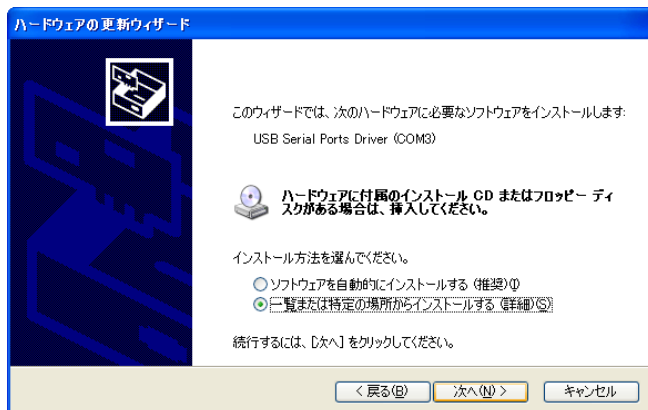 ハードウェアの更新ウィザード
このウィザードでは、次のハードウェアに必要なソフトウェアをインストールします:
USB Serial Ports Driver (COM3)
ハードウェアに付属のインストール CD またはフロッピー ディ
スクがある場合は、挿入してください。
インストール方法を選んでください。
ソフトウェアを自動的にインストールする (推奨)(I)
一覧または特定の場所からインストールする (詳細)(S)
続行するには、[次へ] をクリックしてください。
< 戻る(B) 次へ(N) > キャンセル